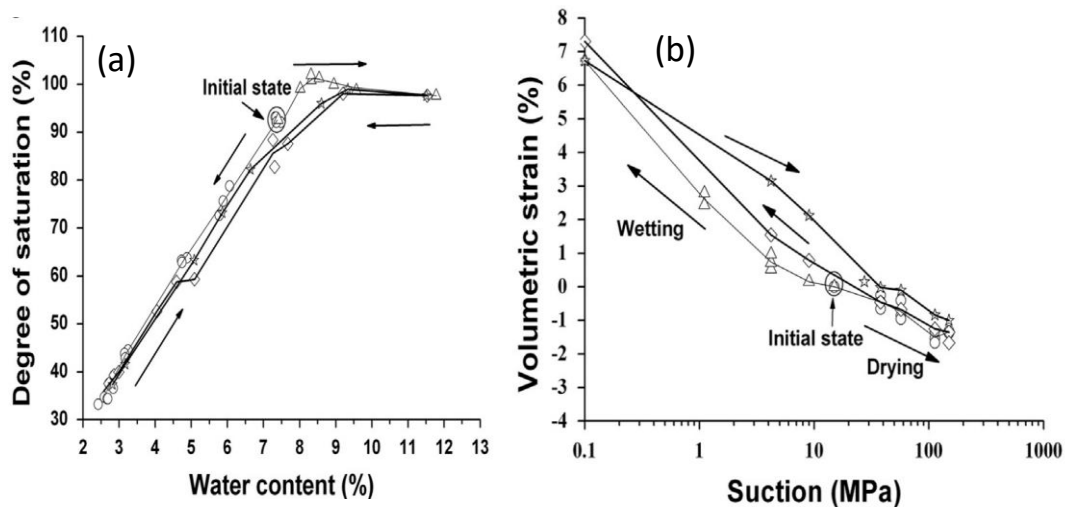 (a)
Initial state
Degree of saturation (%)
110
100
90
80
70
60
50
40
30
2 3 4 5 6 7 8 9 10 11 12 13
Water content (%)
(b)
Volumetric strain (%)
8
7
6
5
4
3
2
1
0
-1
-2
-3
-4
Wetting
Initial state
Drying
0.1 1 10 100 1000
Suction (MPa)